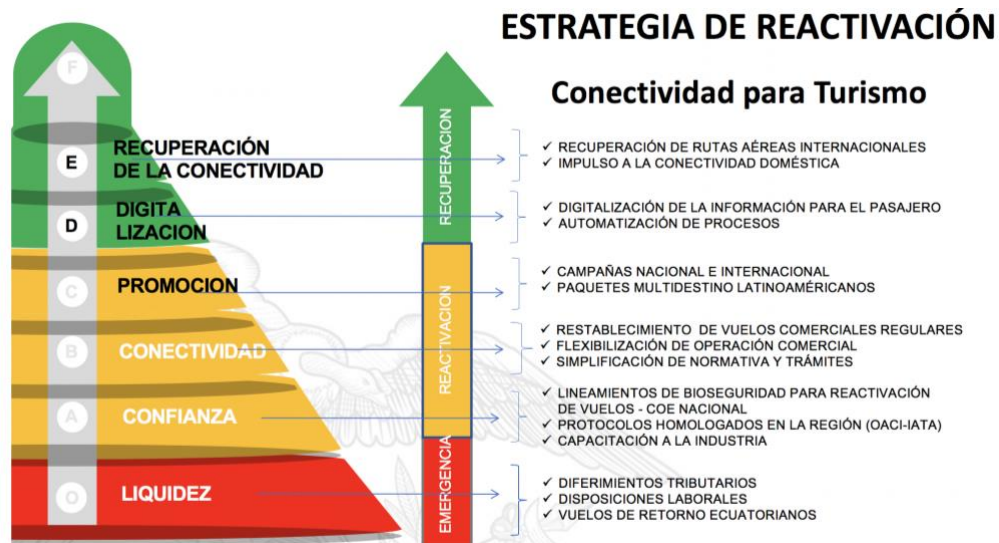 ESTRATEGIA DE REACTIVACIÓN
Conectividad para Turismo
F
E
RECUPERACIÓN
DE LA CONECTIVIDAD
D
DIGITA
LIZACION
C
PROMOCION
B
CONECTIVIDAD
A
CONFIANZA
O
LIQUIDEZ
RECUPERACION
REACTIVACION
EMERGENCIA
✓ RECUPERACIÓN DE RUTAS AÉREAS INTERNACIONALES
✓ IMPULSO A LA CONECTIVIDAD DOMÉSTICA
✓ DIGITALIZACIÓN DE LA INFORMACIÓN PARA EL PASAJERO
✓ AUTOMATIZACIÓN DE PROCESOS
✓ CAMPAÑAS NACIONAL E INTERNACIONAL
✓ PAQUETES MULTIDESTINO LATINOAMÉRICANOS
✓ RESTABLECIMIENTO DE VUELOS COMERCIALES REGULARES
✓ FLEXIBILIZACIÓN DE OPERACIÓN COMERCIAL
✓ SIMPLIFICACIÓN DE NORMATIVA Y TRÁMITES
✓ LINEAMIENTOS DE BIOSEGURIDAD PARA REACTIVACIÓN
DE VUELOS - COE NACIONAL
✓ PROTOCOLOS HOMOLOGADOS EN LA REGIÓN (OACI-IATA)
✓ CAPACITACIÓN A LA INDUSTRIA
✓ DIFERIMIENTOS TRIBUTARIOS
✓ DISPOSICIONES LABORALES
✓ VUELOS DE RETORNO ECUATORIANOS